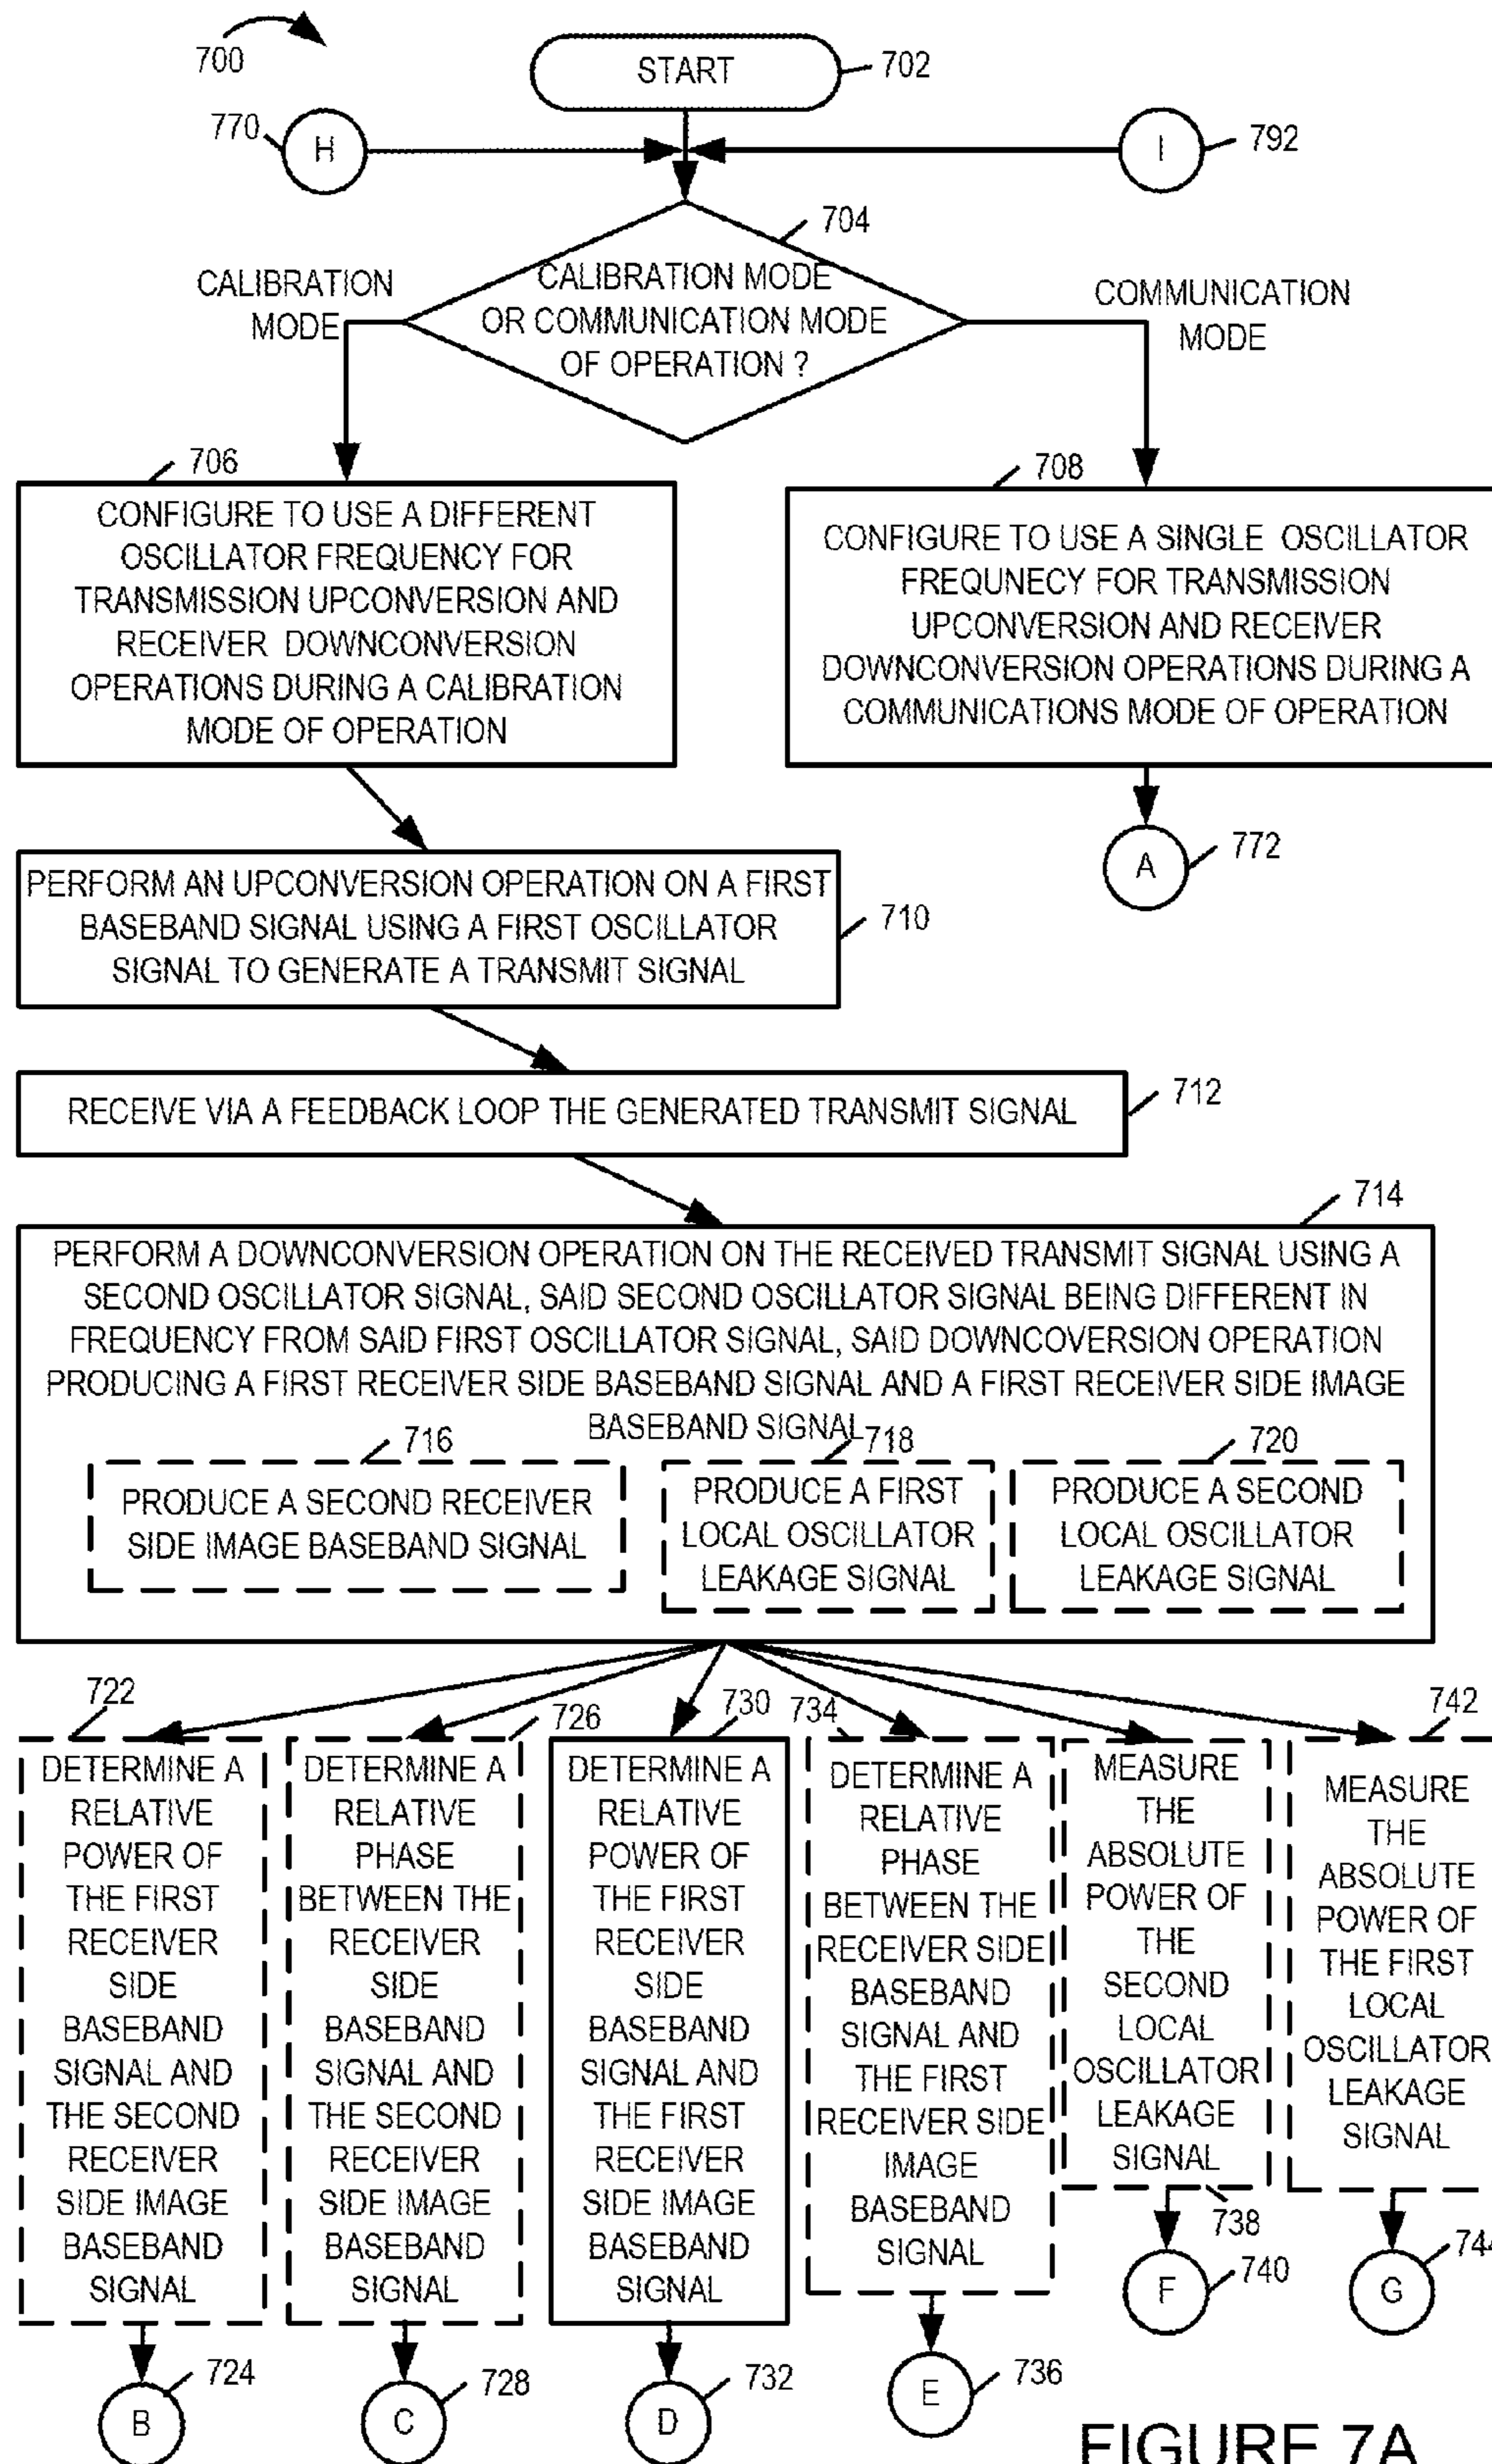 700
START
702
770
H
I
792
704
CALIBRATION
MODE
CALIBRATION MODE
OR COMMUNICATION MODE
OF OPERATION ?
COMMUNICATION
MODE
706
CONFIGURE TO USE A DIFFERENT
OSCILLATOR FREQUENCY FOR
TRANSMISSION UPCONVERSION AND
RECEIVER DOWNCONVERSION
OPERATIONS DURING A CALIBRATION
MODE OF OPERATION
708
CONFIGURE TO USE A SINGLE OSCILLATOR
FREQUNECY FOR TRANSMISSION
UPCONVERSION AND RECEIVER
DOWNCONVERSION OPERATIONS DURING A
COMMUNICATIONS MODE OF OPERATION
A
772
PERFORM AN UPCONVERSION OPERATION ON A FIRST
BASEBAND SIGNAL USING A FIRST OSCILLATOR
SIGNAL TO GENERATE A TRANSMIT SIGNAL
710
RECEIVE VIA A FEEDBACK LOOP THE GENERATED TRANSMIT SIGNAL
712
714
PERFORM A DOWNCONVERSION OPERATION ON THE RECEIVED TRANSMIT SIGNAL USING A
SECOND OSCILLATOR SIGNAL, SAID SECOND OSCILLATOR SIGNAL BEING DIFFERENT IN
FREQUENCY FROM SAID FIRST OSCILLATOR SIGNAL, SAID DOWNCOVERSION OPERATION
PRODUCING A FIRST RECEIVER SIDE BASEBAND SIGNAL AND A FIRST RECEIVER SIDE IMAGE
BASEBAND SIGNAL
716
PRODUCE A SECOND RECEIVER
SIDE IMAGE BASEBAND SIGNAL
718
PRODUCE A FIRST
LOCAL OSCILLATOR
LEAKAGE SIGNAL
720
PRODUCE A SECOND
LOCAL OSCILLATOR
LEAKAGE SIGNAL
722
DETERMINE A
RELATIVE
POWER OF
THE FIRST
RECEIVER
SIDE
BASEBAND
SIGNAL AND
THE SECOND
RECEIVER
SIDE IMAGE
BASEBAND
SIGNAL
B
724
726
DETERMINE A
RELATIVE
PHASE
BETWEEN THE
RECEIVER
SIDE
BASEBAND
SIGNAL AND
THE SECOND
RECEIVER
SIDE IMAGE
BASEBAND
SIGNAL
C
728
730
DETERMINE A
RELATIVE
POWER OF
THE FIRST
RECEIVER
SIDE
BASEBAND
SIGNAL AND
THE FIRST
RECEIVER
SIDE IMAGE
BASEBAND
SIGNAL
D
732
734
DETERMINE A
RELATIVE
PHASE
BETWEEN THE
RECEIVER SIDE
BASEBAND
SIGNAL AND
THE FIRST
RECEIVER SIDE
IMAGE
BASEBAND
SIGNAL
E
736
MEASURE
THE
ABSOLUTE
POWER OF
THE
SECOND
LOCAL
OSCILLATOR
LEAKAGE
SIGNAL
738
F
740
742
MEASURE
THE
ABSOLUTE
POWER OF
THE FIRST
LOCAL
OSCILLATOR
LEAKAGE
SIGNAL
744
G
FIGURE 7A